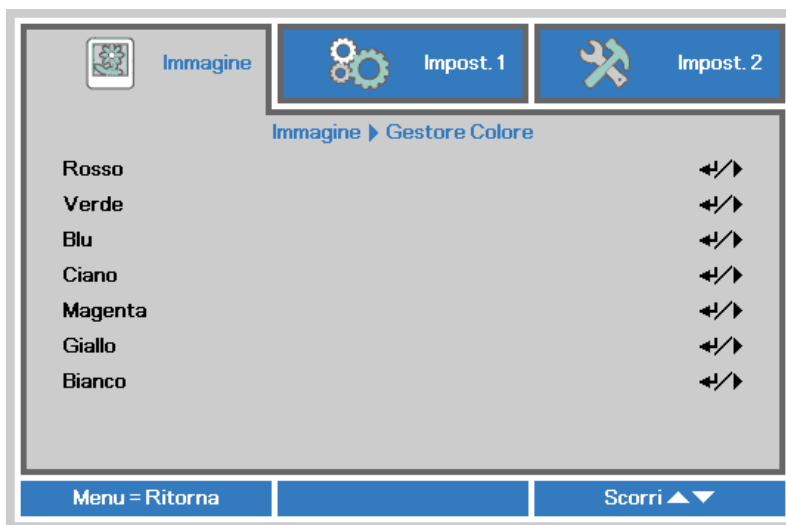 Immagine
Impost. 1
Impost. 2
Immagine ▶ Gestore Colore
Rosso
Verde
Blu
Ciano
Magenta
Giallo
Bianco
Menu = Ritorna
Scorri ▲▼